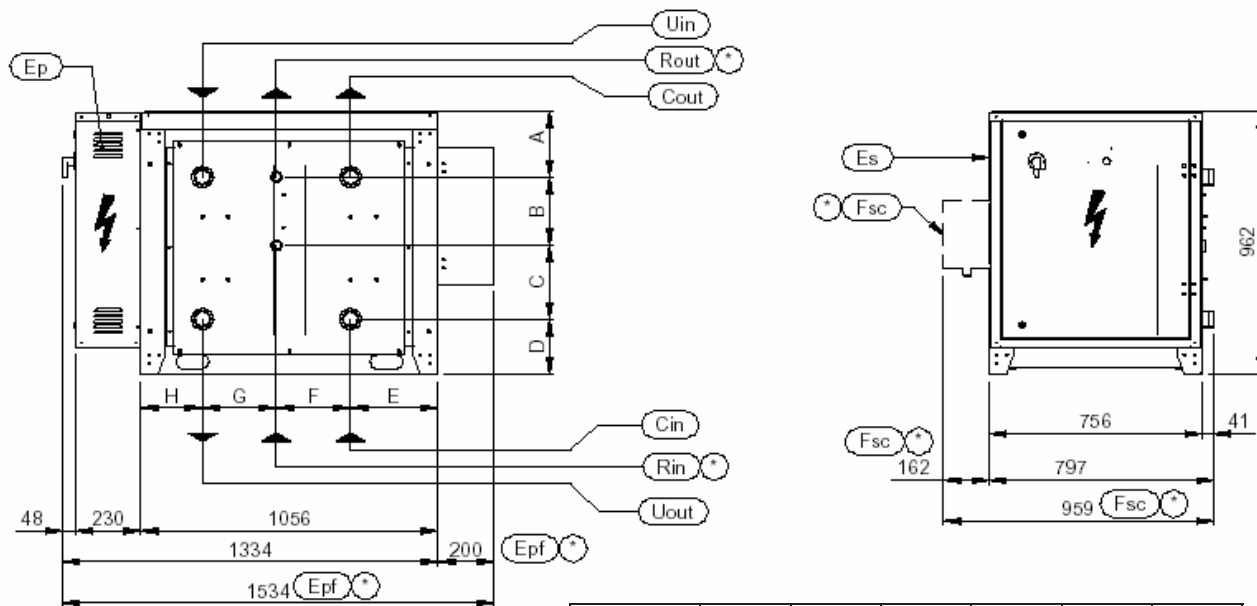 Uin
Ep
Rout *
Cout
A
Es
B
* Fsc
962
C
D
H G F E
Cin
756 41
Fsc *
Rin *
162 797
Uout
959 Fsc *
48 230 1056
1334 200 Epf *
1534 Epf *